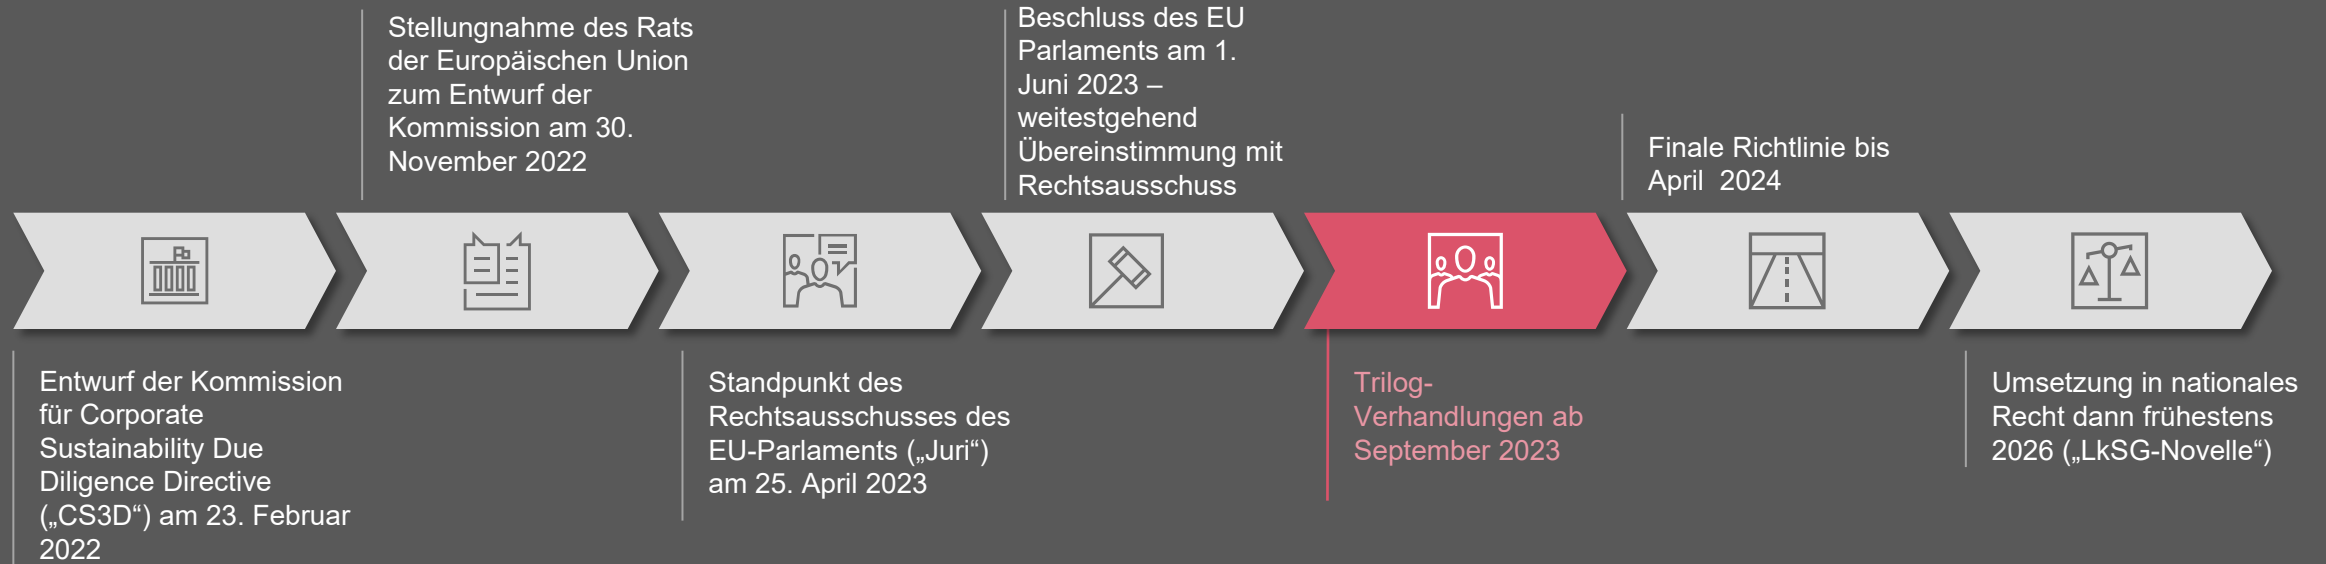 Entwurf der Kommission
für Corporate
Sustainability Due
Diligence Directive
(„CS3D“) am 23. Februar
2022
Stellungnahme des Rats
der Europäischen Union
zum Entwurf der
Kommission am 30.
November 2022
Standpunkt des
Rechtsausschusses des
EU-Parlaments („Juri“)
am 25. April 2023
Beschluss des EU
Parlaments am 1.
Juni 2023 –
weitestgehend
Übereinstimmung mit
Rechtsausschuss
Trilog-
Verhandlungen ab
September 2023
Finale Richtlinie bis
April  2024
Umsetzung in nationales
Recht dann frühestens
2026 („LkSG-Novelle“)